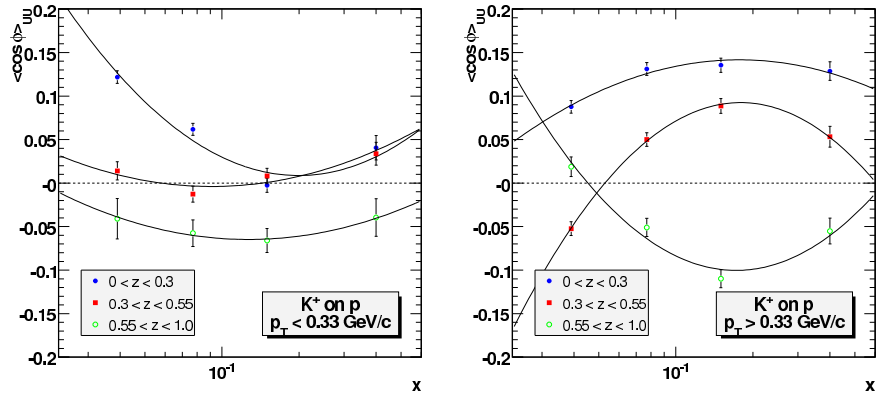 <cos ϕ>UU
0.2
0.15
0.1
0.05
-0
-0.05
-0.1
-0.15
-0.2
0 < z < 0.3
0.3 < z < 0.55
0.55 < z < 1.0
K+ on p
pT < 0.33 GeV/c
10-1
x
<cos ϕ>UU
0.2
0.15
0.1
0.05
-0
-0.05
-0.1
-0.15
-0.2
0 < z < 0.3
0.3 < z < 0.55
0.55 < z < 1.0
K+ on p
pT > 0.33 GeV/c
10-1
x